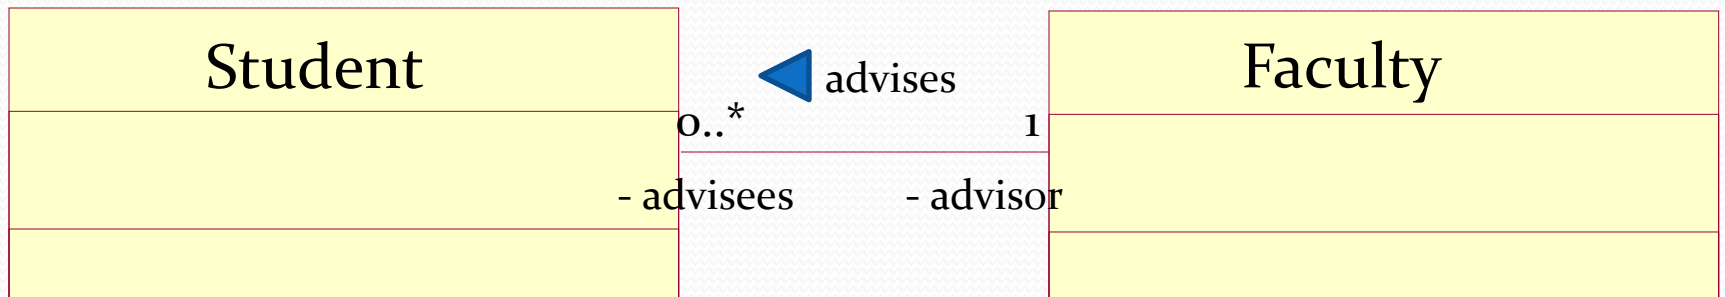 Student
Faculty
advises
0..*
1
- advisees
- advisor